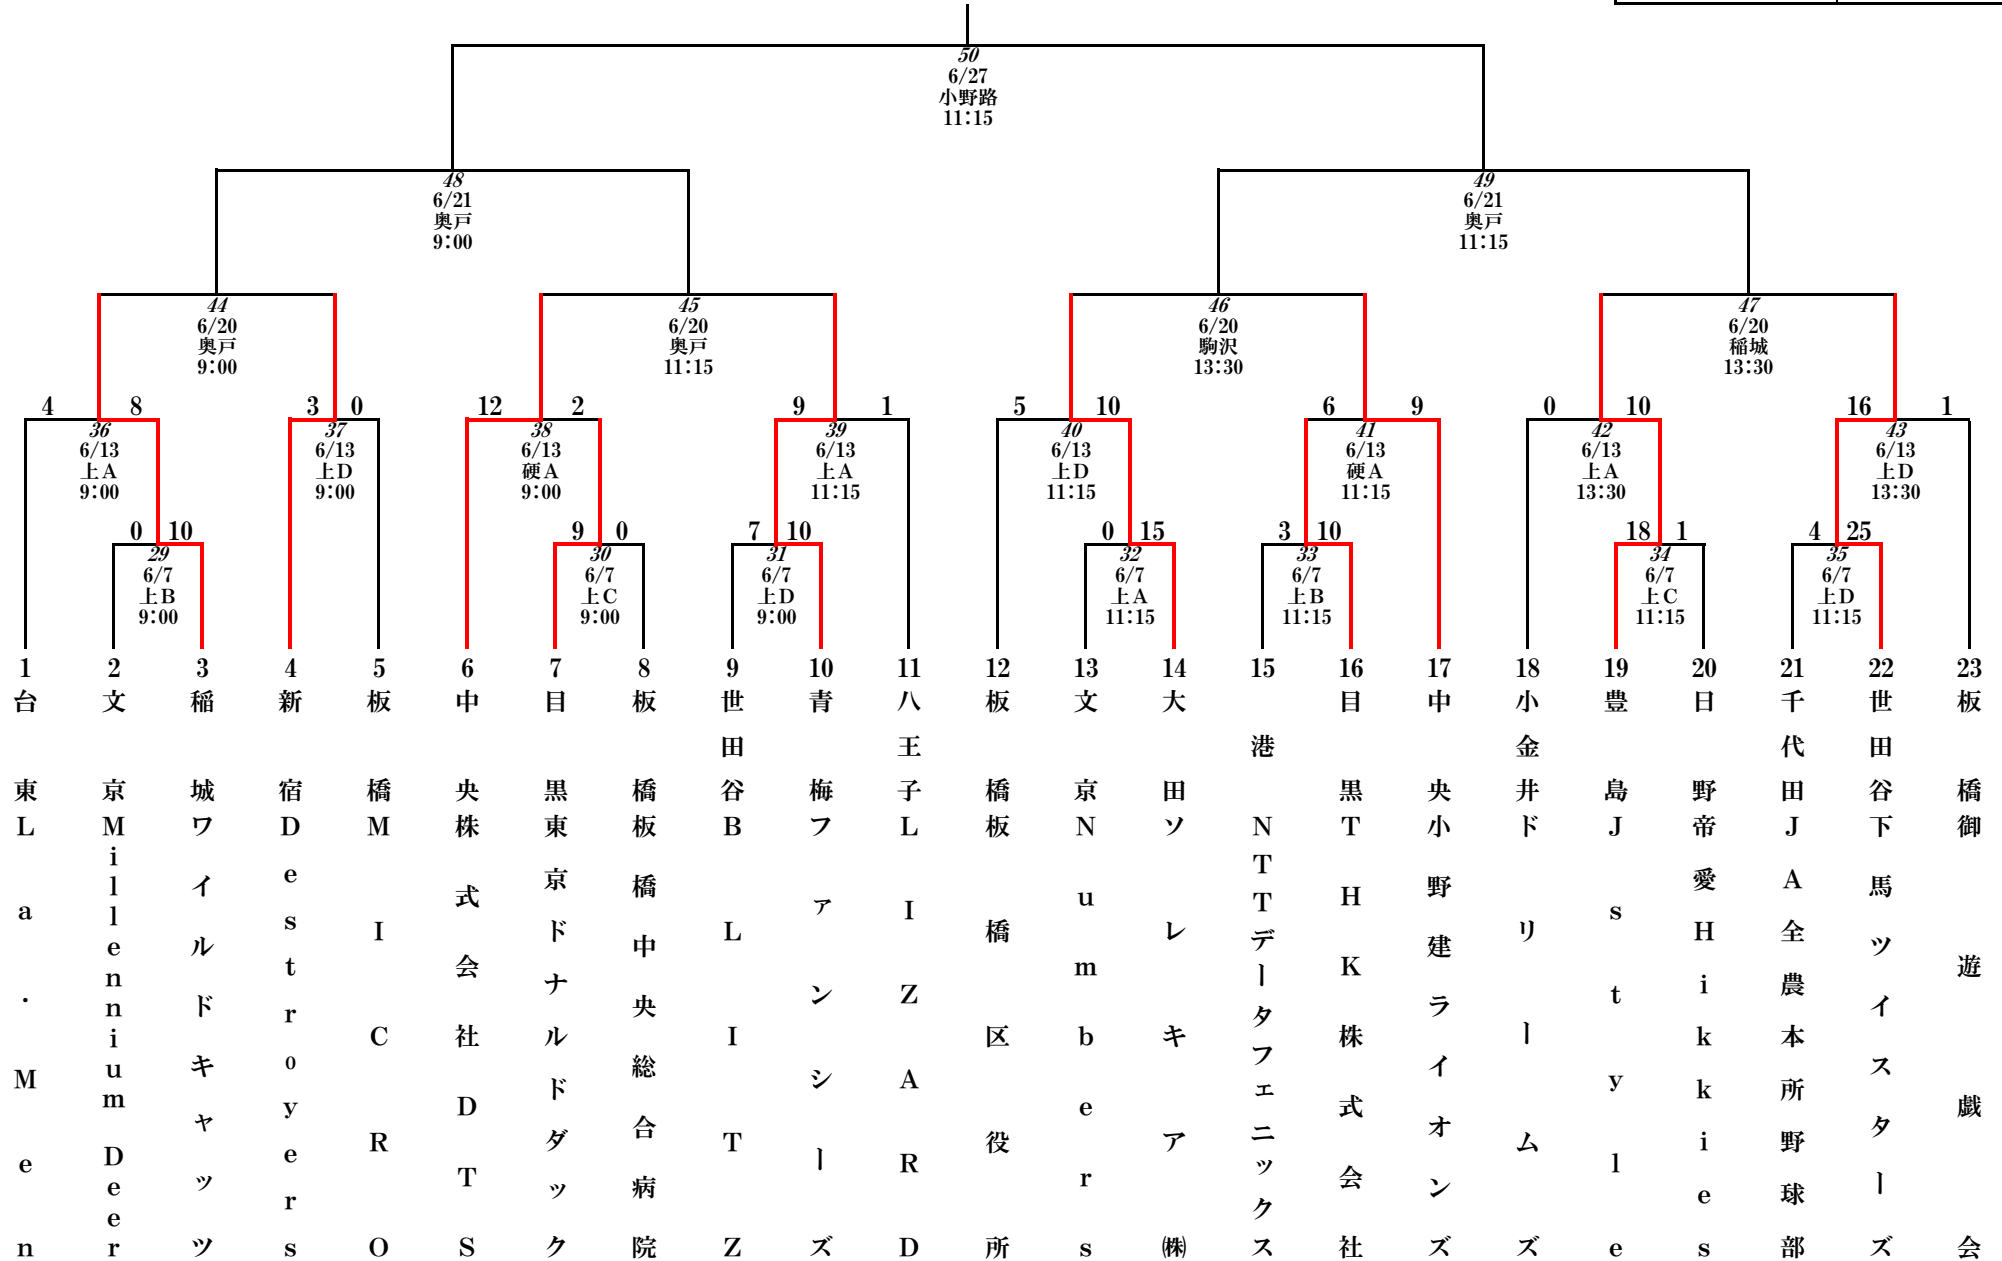 50
6/27
小野路
11:15
48
6/21
奥戸
9:00
49
6/21
奥戸
11:15
44
6/20
奥戸
9:00
45
6/20
奥戸
11:15
46
6/20
駒沢
13:30
47
6/20
稲城
13:30
4 8
36
6/13
上A
9:00
3 0
37
6/13
上D
9:00
12 2
38
6/13
硬A
9:00
9 1
39
6/13
上A
11:15
5 10
40
6/13
上D
11:15
6 9
41
6/13
硬A
11:15
0 10
42
6/13
上A
13:30
16 1
43
6/13
上D
13:30
0 10
29
6/7
上B
9:00
9 0
30
6/7
上C
9:00
7 10
31
6/7
上D
9:00
0 15
32
6/7
上A
11:15
3 10
33
6/7
上B
11:15
18 1
34
6/7
上C
11:15
4 25
35
6/7
上D
11:15
1 台東 La・Men
2 文京 Millennium Deer
3 稲城 ワイルドキャッツ
4 新宿 Destroyers
5 板橋 MICRO
6 中央 株式会社DTS
7 目黒 東京ドナルドダック
8 板橋 板橋中央総合病院
9 世田谷 BLITZ
10 青梅 ファンシーズ
11 八王子 LIZARD
12 板橋 板橋区役所
13 文京 Numbers
14 大田 ソレキア㈱
15 港 NTTデータフェニックス
16 目黒 THK株式会社
17 中央 小野建ライオンズ
18 小金井 ドリームズ
19 豊島 Jstyle
20 日野 帝愛Hikkies
21 千代田 JA全農本所野球部
22 世田谷 下馬ツイスターズ
23 板橋 御遊戯会